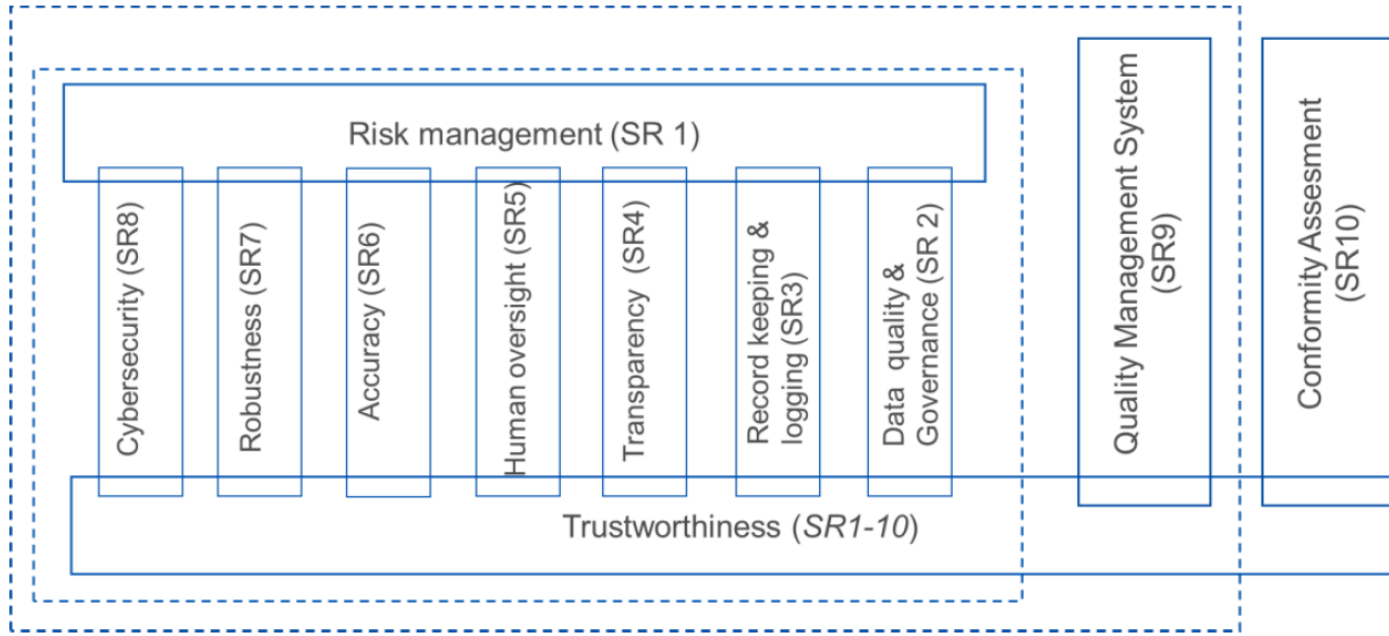 Risk management (SR 1)
Cybersecurity (SR8)
Robustness (SR7)
Accuracy (SR6)
Human oversight (SR5)
Transparency (SR4)
Record keeping &
logging (SR3)
Data quality &
Governance (SR 2)
Quality Management System
(SR9)
Conformity Assesment
(SR10)
Trustworthiness (SR1-10)